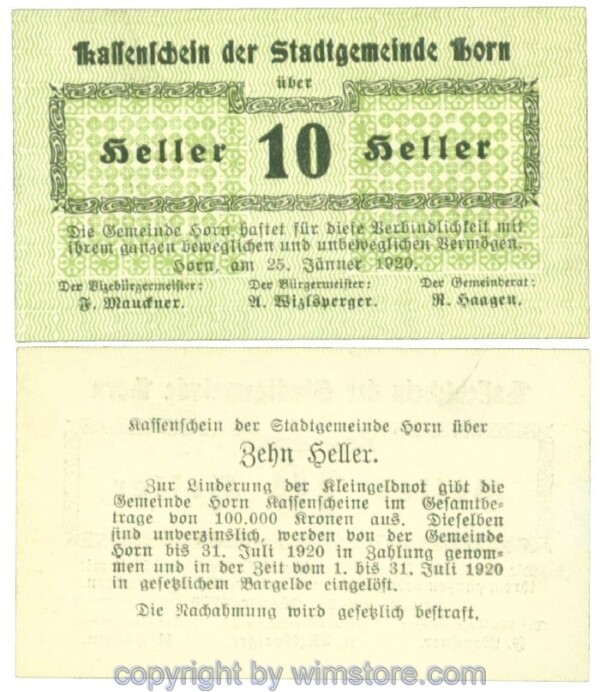 Kassenschein der Stadtgemeinde Horn
über
Heller 10 Heller
Die Gemeinde Horn haftet für diese Verbindlichkeit mit
ihrem ganzen beweglichen und unbeweglichen Vermögen.
Horn, am 25. Jänner 1920.
Der Vizebürgermeister: Der Bürgermeister: Der Gemeinderat:
F. Mauckner. A. Wizlsperger. R. Haagen.
Kassenschein der Stadtgemeinde Horn über
Zehn Heller.
Zur Linderung der Kleingeldnot gibt die
Gemeinde Horn Kassenscheine im Gesamtbe-
trage von 100.000 Kronen aus. Dieselben
sind unverzinslich, werden von der Gemeinde
Horn bis 31. Juli 1920 in Zahlung genom-
men und in der Zeit vom 1. bis 31. Juli 1920
in gesetzlichem Bargelde eingelöst.
Die Nachahmung wird gesetzlich bestraft.
copyright by wimstore.com